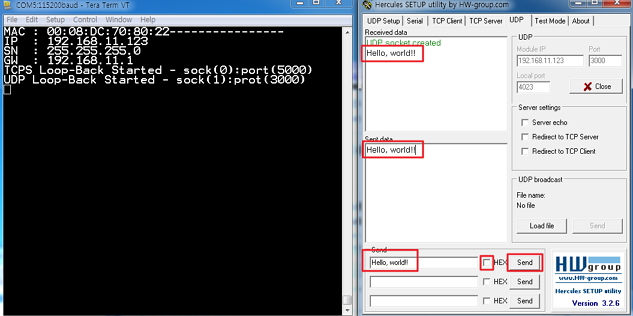 COM5:115200baud - Tera Term VT
File Edit Setup Control Window Help
MAC : 00:08:DC:70:80:22----------------
IP : 192.168.11.123
SN : 255.255.255.0
GW : 192.168.11.1
TCPS Loop-Back Started - sock(0):port(5000)
UDP Loop-Back Started - sock(1):prot(3000)
Hercules SETUP utility by HW-group.com
UDP Setup Serial TCP Client TCP Server UDP Test Mode About
Received data
UDP socket created
Hello, world!!
Sent data
Hello, world!!
UDP
Module IP Port
192.168.11.123 3000
Local port
4023 Close
Server settings
Server echo
Redirect to TCP Server
Redirect to TCP Client
UDP broadcast
File name:
No file
Load file Send
Send
Hello, world!! HEX Send
HEX Send
HEX Send
HW group
www.HW-group.com
Hercules SETUP utility
Version 3.2.6